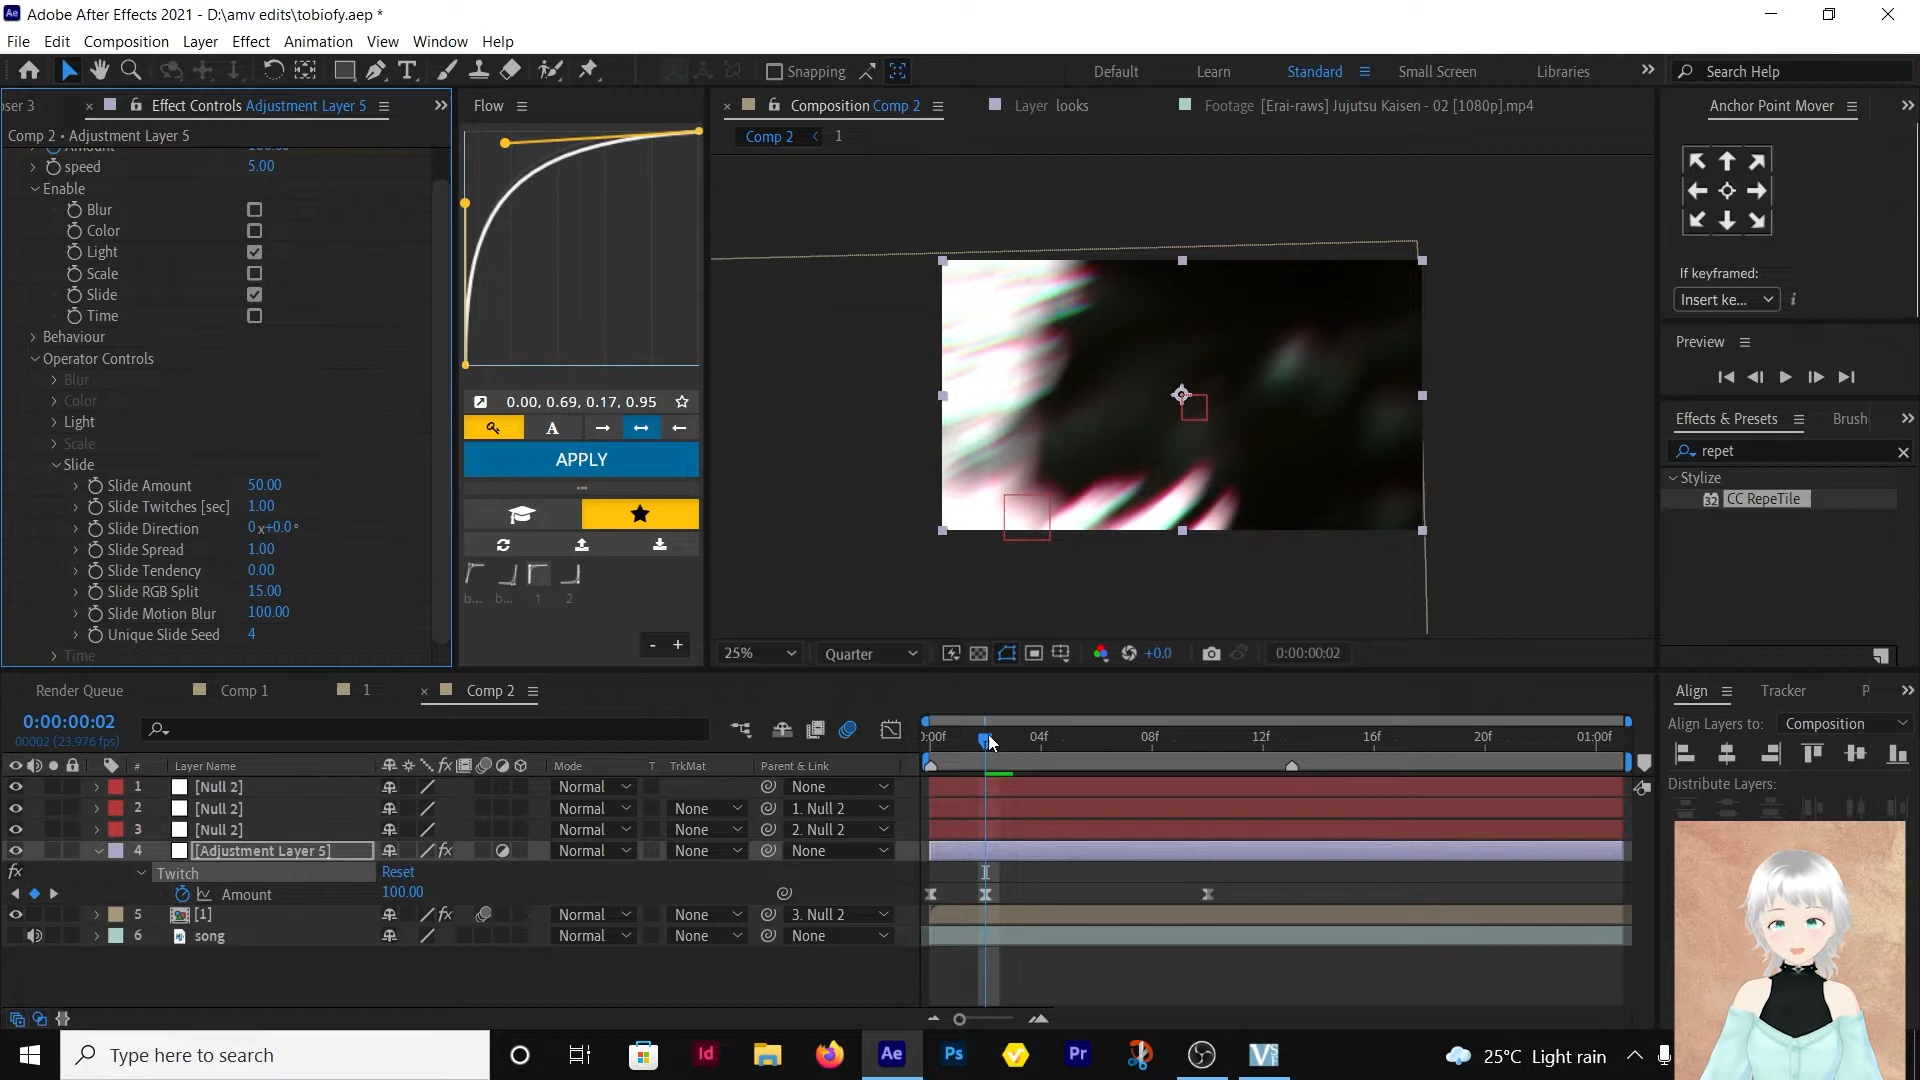 Adobe After Effects 2021 - D:\amv edits\tobiofy.aep *
File Edit Composition Layer Effect Animation View Window Help
Snapping Default Learn Standard Small Screen Libraries Search Help
oser 3 Effect Controls Adjustment Layer 5
Flow
Composition Comp 2
Layer looks
Footage [Erai-raws] Jujutsu Kaisen - 02 [1080p].mp4
Anchor Point Mover
Comp 2 • Adjustment Layer 5
Comp 2 1
Amount 100.00
speed 5.00
Enable
Blur
Color
Light
Scale
Slide
Time
Behaviour
Operator Controls
Blur
Color
Light
Scale
Slide
Slide Amount 50.00
Slide Twitches [sec] 1.00
Slide Direction 0x+0.0°
Slide Spread 1.00
Slide Tendency 0.00
Slide RGB Split 15.00
Slide Motion Blur 100.00
Unique Slide Seed 4
Time
0.00, 0.69, 0.17, 0.95
A
APPLY
b... b... 1 2
- +
25% Quarter +0.0 0:00:00:02
If keyframed:
Insert ke... i
Preview
Effects & Presets Brush
repet
Stylize
32 CC RepeTile
Render Queue Comp 1 1 Comp 2
0:00:00:02
00002 (23.976 fps)
0:00f 04f 08f 12f 16f 20f 01:00f
# Layer Name fx Mode T TrkMat Parent & Link
1 [Null 2] Normal None
2 [Null 2] Normal None 1. Null 2
3 [Null 2] Normal None 2. Null 2
4 [Adjustment Layer 5] fx Normal None None
fx Twitch Reset
Amount 100.00
5 [1] fx Normal None 3. Null 2
6 song Normal None None
Align Tracker P
Align Layers to: Composition
Distribute Layers:
Type here to search
Id Ae Ps Pr
25°C Light rain